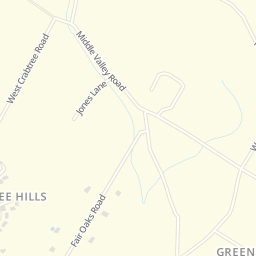 Middle Valley Road
West Crabtree Road
Jones Lane
EE HILLS
Fair Oaks Road
GREEN